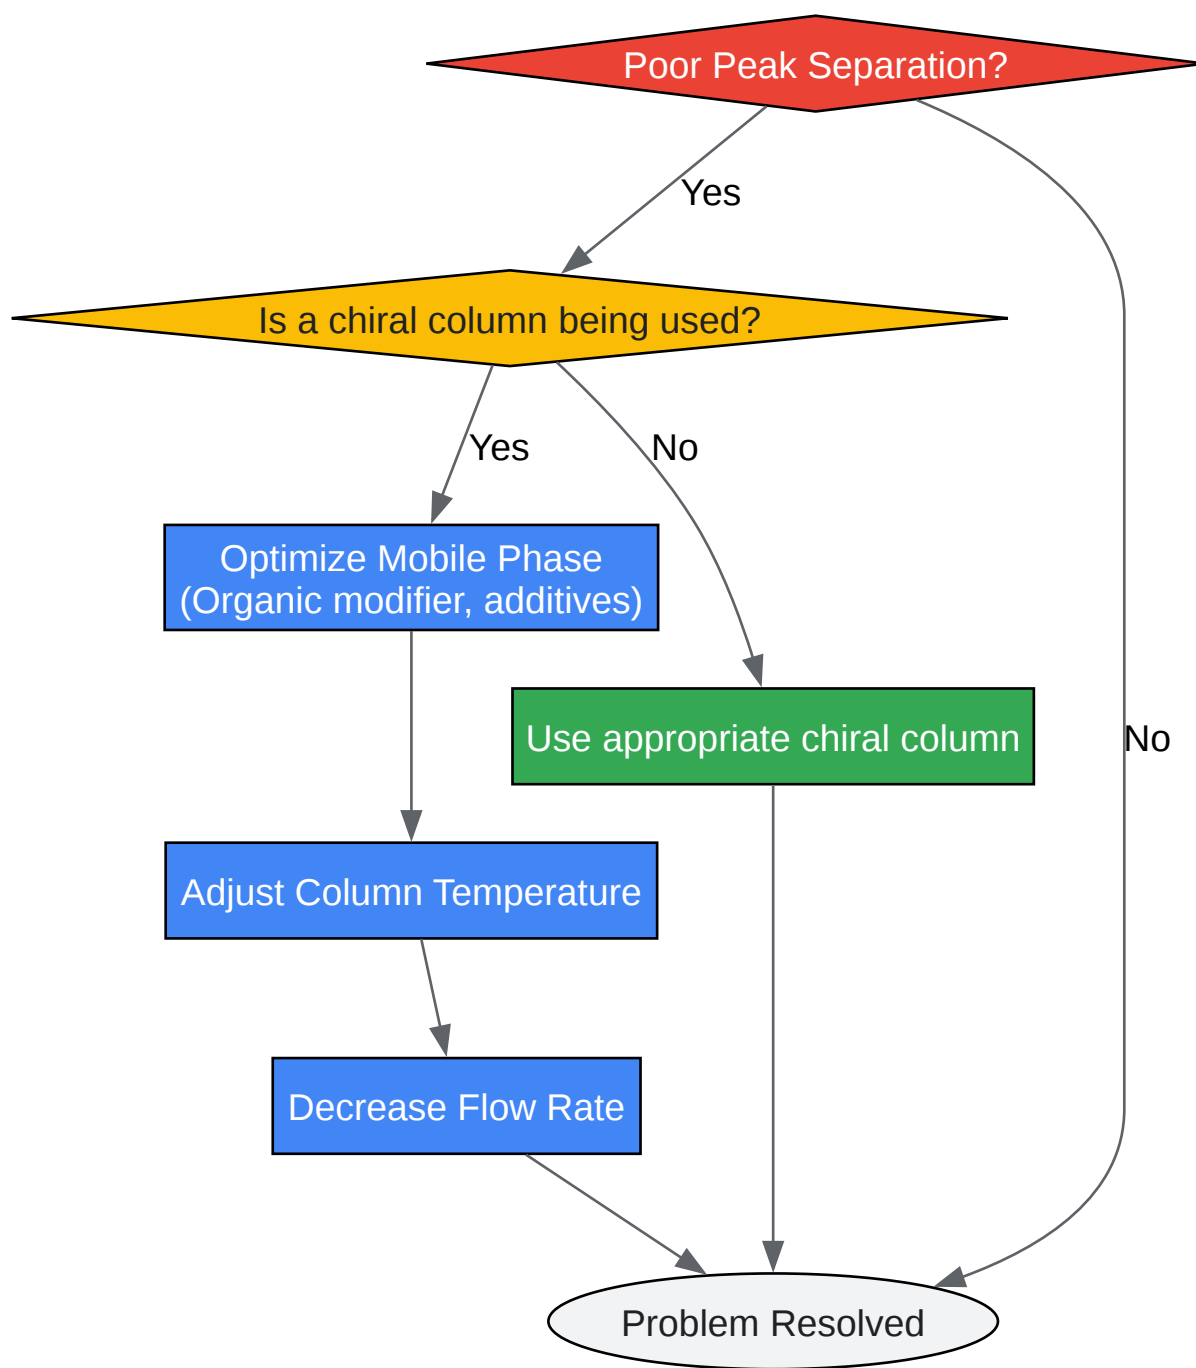 Poor Peak Separation?
Yes
Is a chiral column being used?
Yes
No
Optimize Mobile Phase
(Organic modifier, additives)
Use appropriate chiral column
No
Adjust Column Temperature
Decrease Flow Rate
Problem Resolved